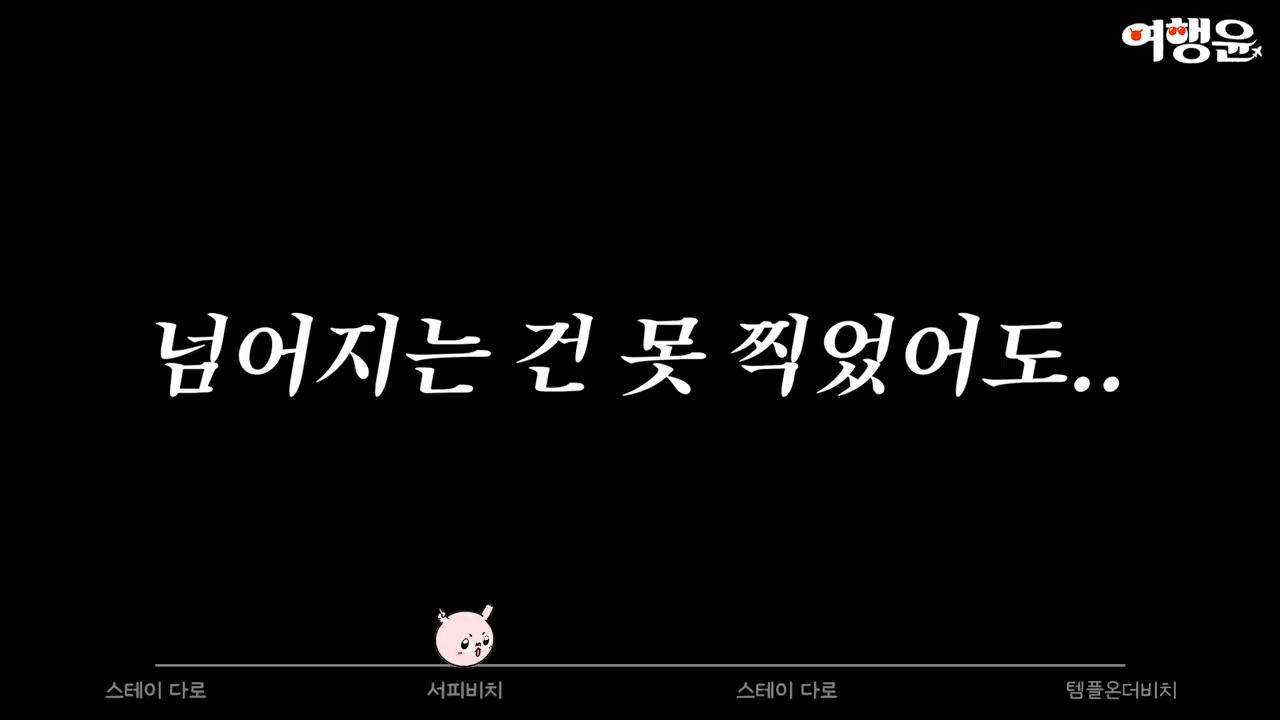 여행윤
넘어지는 건 못 찍었어도..
스테이 다로
서피비치
스테이 다로
템플온더비치